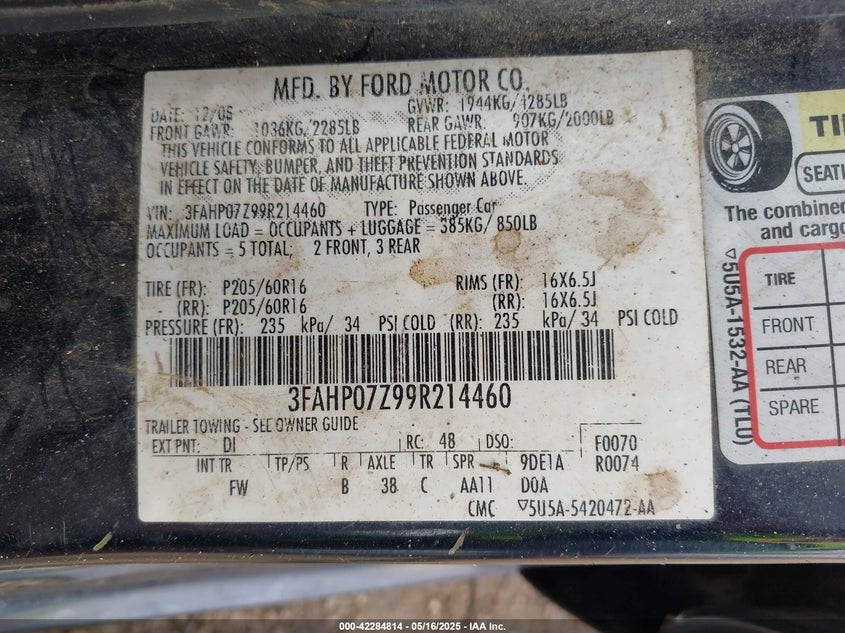 MFD. BY FORD MOTOR CO.
DATE: 12/08 GVWR: 1944KG/4285LB
FRONT GAWR: 1036KG/2285LB REAR GAWR: 907KG/2000LB
THIS VEHICLE CONFORMS TO ALL APPLICABLE FEDERAL MOTOR
VEHICLE SAFETY, BUMPER, AND THEFT PREVENTION STANDARDS
IN EFFECT ON THE DATE OF MANUFACTURE SHOWN ABOVE.
VIN: 3FAHP07Z99R214460 TYPE: Passenger Car
MAXIMUM LOAD = OCCUPANTS + LUGGAGE = 385KG/ 850LB
OCCUPANTS = 5 TOTAL; 2 FRONT, 3 REAR
TIRE (FR): P205/60R16 RIMS (FR): 16X6.5J
(RR): P205/60R16 (RR): 16X6.5J
PRESSURE (FR): 235 kPa/ 34 PSI COLD (RR): 235 kPa/ 34 PSI COLD
3FAHP07Z99R214460
TRAILER TOWING - SEE OWNER GUIDE
EXT PNT: DI RC: 48 DSO: F0070
INT TR TP/PS R AXLE TR SPR 9DE1A R0074
FW B 38 C AA11 D0A
CMC ▽5U5A-5420472-AA
TI
SEATI
The combined
and cargo
TIRE
FRONT
REAR
SPARE
▽5U5A-1532-AA (TL0)
000-42284814 | 05/16/2025 - IAA Inc.